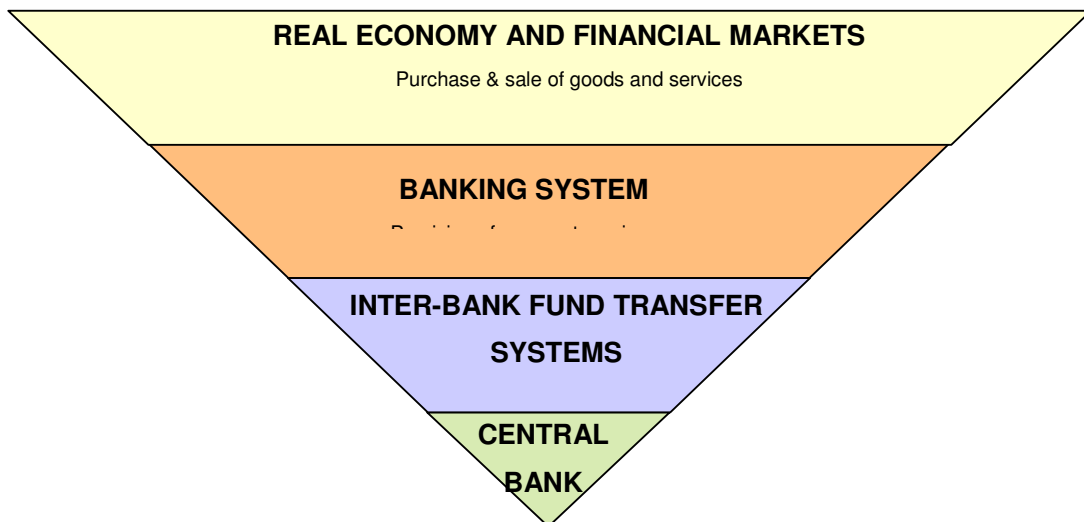 REAL ECONOMY AND FINANCIAL MARKETS
Purchase & sale of goods and services
BANKING SYSTEM
INTER-BANK FUND TRANSFER
SYSTEMS
CENTRAL
BANK